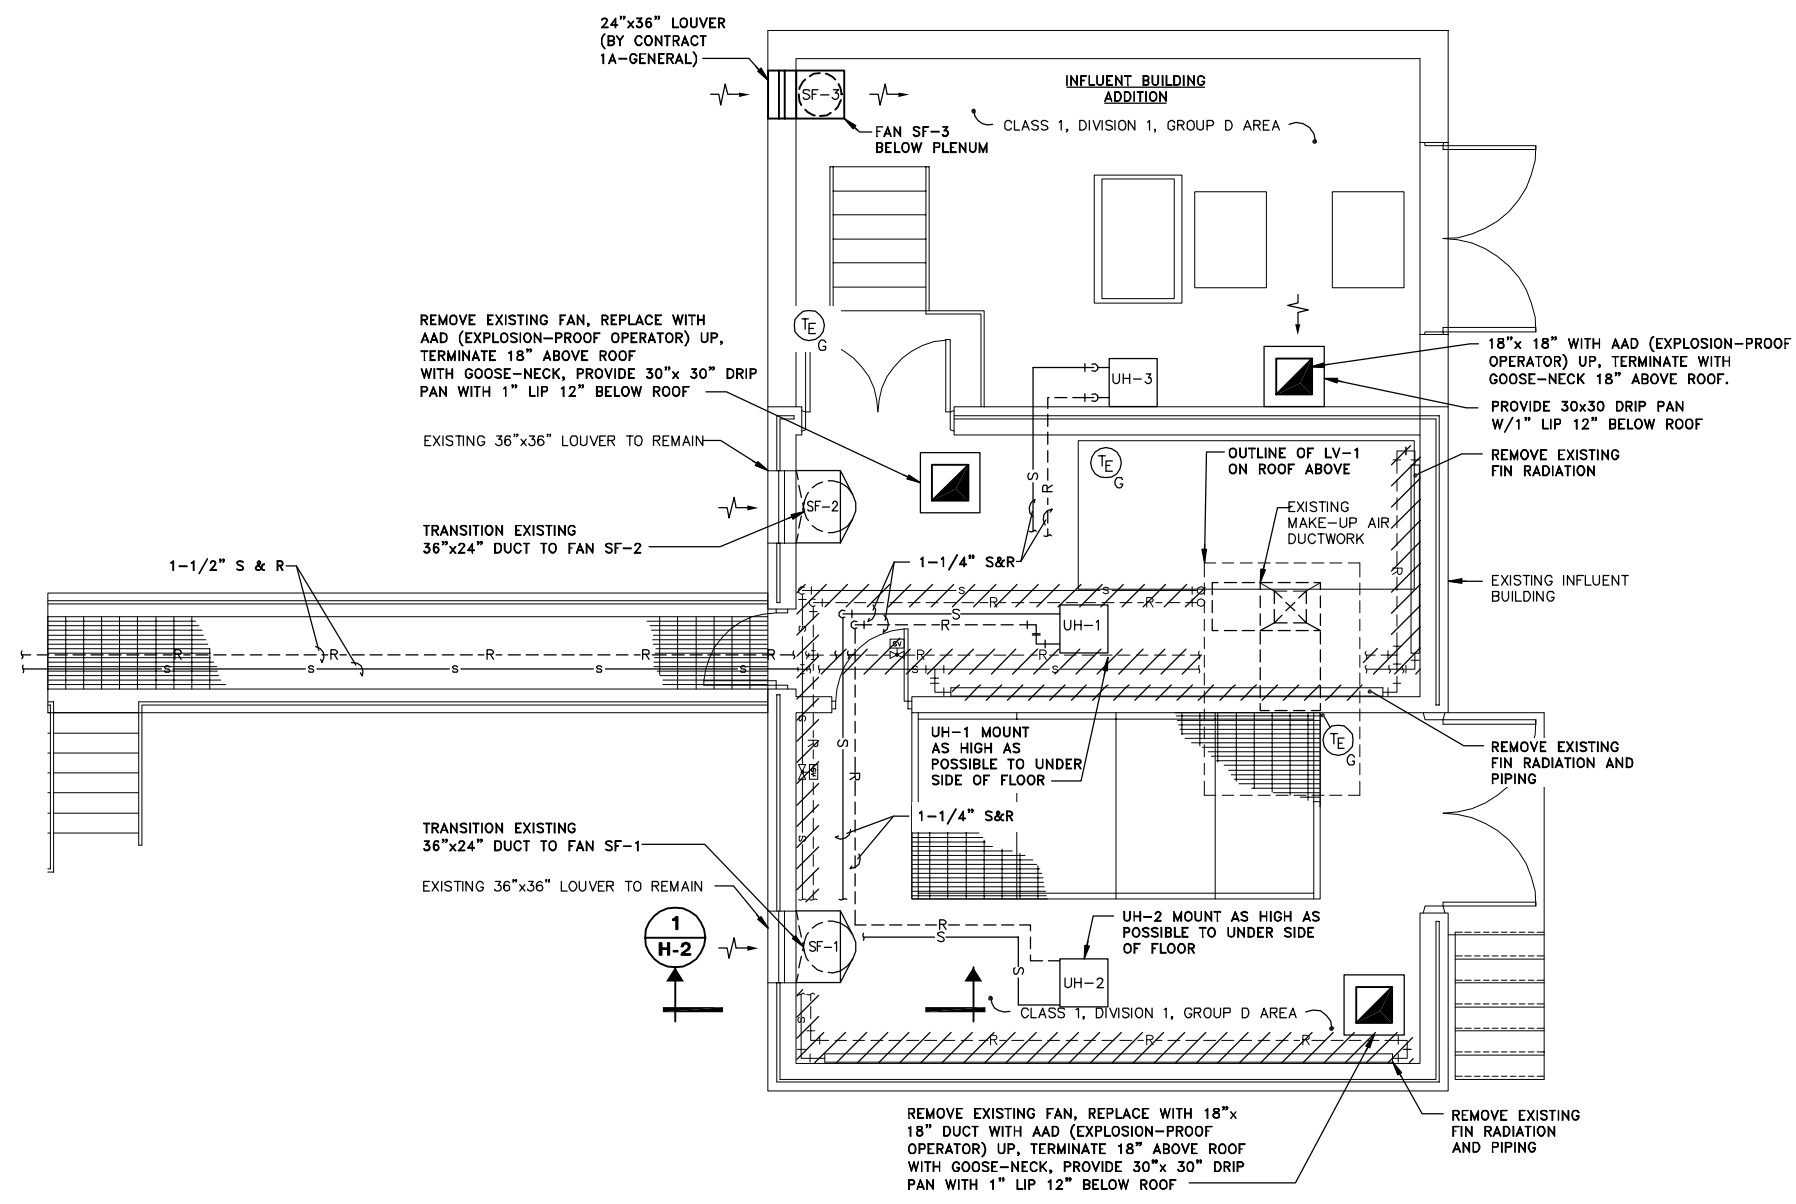 24"x36" LOUVER
(BY CONTRACT
1A-GENERAL)
SF-3
FAN SF-3
BELOW PLENUM
INFLUENT BUILDING
ADDITION
CLASS 1, DIVISION 1, GROUP D AREA
REMOVE EXISTING FAN, REPLACE WITH
AAD (EXPLOSION-PROOF OPERATOR) UP,
TERMINATE 18" ABOVE ROOF
WITH GOOSE-NECK, PROVIDE 30"x 30" DRIP
PAN WITH 1" LIP 12" BELOW ROOF
TE
G
UH-3
18"x 18" WITH AAD (EXPLOSION-PROOF
OPERATOR) UP, TERMINATE WITH
GOOSE-NECK 18" ABOVE ROOF.
PROVIDE 30x30 DRIP PAN
W/1" LIP 12" BELOW ROOF
EXISTING 36"x36" LOUVER TO REMAIN
SF-2
TRANSITION EXISTING
36"x24" DUCT TO FAN SF-2
S
R
TE
G
OUTLINE OF LV-1
ON ROOF ABOVE
REMOVE EXISTING
FIN RADIATION
EXISTING
MAKE-UP AIR
DUCTWORK
R
1-1/2" S & R
1-1/4" S&R
EXISTING INFLUENT
BUILDING
S S
R R
S
R
UH-1
R R R R R R R
S S S S S S S
S
UH-1 MOUNT
AS HIGH AS
POSSIBLE TO UNDER
SIDE OF FLOOR
TE
G
REMOVE EXISTING
FIN RADIATION AND
PIPING
S
R
S
R
S
1-1/4" S&R
TRANSITION EXISTING
36"x24" DUCT TO FAN SF-1
EXISTING 36"x36" LOUVER TO REMAIN
1
H-2
SF-1
R
S
S
UH-2 MOUNT AS HIGH AS
POSSIBLE TO UNDER SIDE
OF FLOOR
UH-2
CLASS 1, DIVISION 1, GROUP D AREA
S
R R R
REMOVE EXISTING FAN, REPLACE WITH 18"x
18" DUCT WITH AAD (EXPLOSION-PROOF
OPERATOR) UP, TERMINATE 18" ABOVE ROOF
WITH GOOSE-NECK, PROVIDE 30"x 30" DRIP
PAN WITH 1" LIP 12" BELOW ROOF
REMOVE EXISTING
FIN RADIATION
AND PIPING